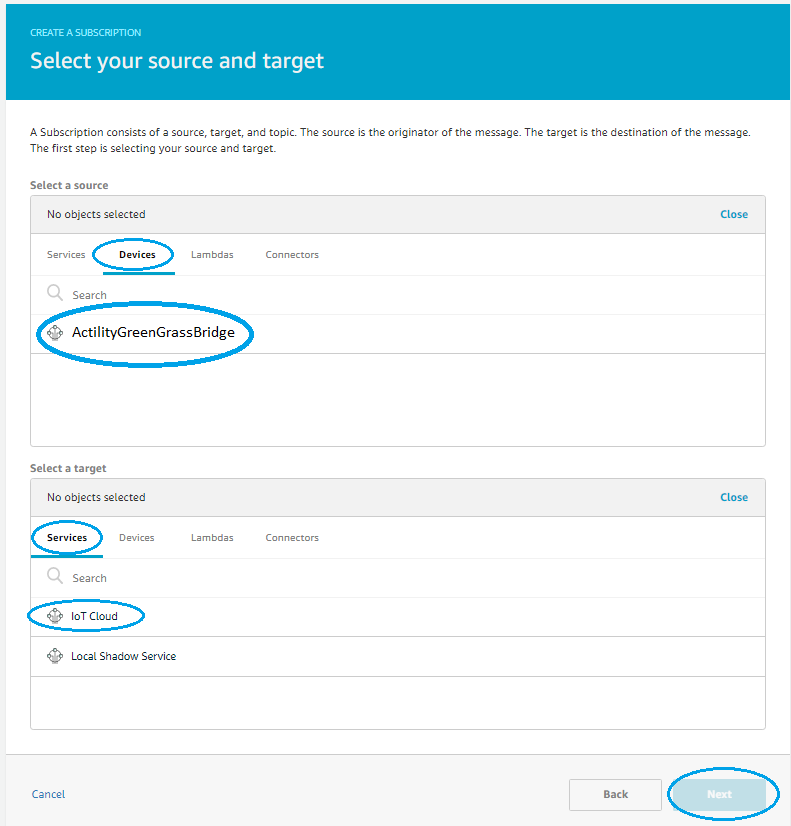 CREATE A SUBSCRIPTION
Select your source and target
A Subscription consists of a source, target, and topic. The source is the originator of the message. The target is the destination of the message.
The first step is selecting your source and target.
Select a source
No objects selected Close
Services Devices Lambdas Connectors
Search
ActilityGreenGrassBridge
Select a target
No objects selected Close
Services Devices Lambdas Connectors
Search
IoT Cloud
Local Shadow Service
Cancel Back Next